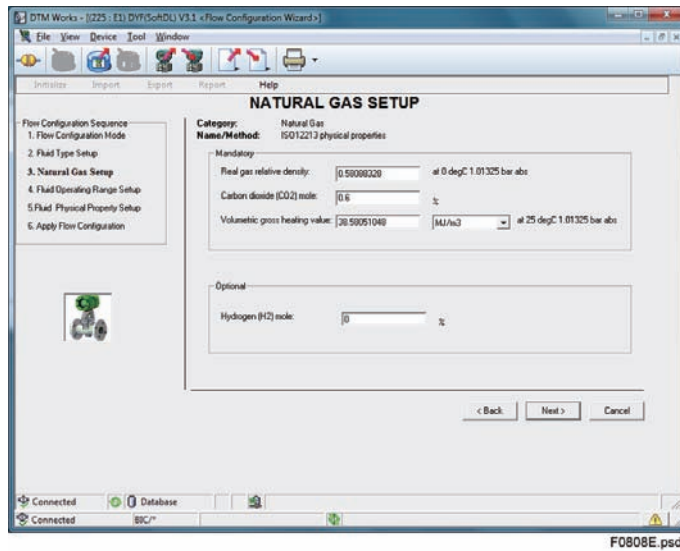 DTM Works - [(225 : E1) DYF(SoftDL) V3.1 <Flow Configuration Wizard>]
File View Device Tool Window
Initialize Import Export Report Help
NATURAL GAS SETUP
Flow Configuration Sequence
1. Flow Configuration Mode
2. Fluid Type Setup
3. Natural Gas Setup
4. Fluid Operating Range Setup
5.Fluid Physical Property Setup
6. Apply Flow Configuration
Category: Natural Gas
Name/Method: ISO12213 physical properties
Mandatory
Real gas relative density: 0.58088328 at 0 degC 1.01325 bar abs
Carbon dioxide (CO2) mole: 0.6 %
Volumetric gross heating value: 38.58051048 MJ/m3 at 25 degC 1.01325 bar abs
Optional
Hydrogen (H2) mole: 0 %
< Back Next > Cancel
Connected Database
Connected
F0808E.psd